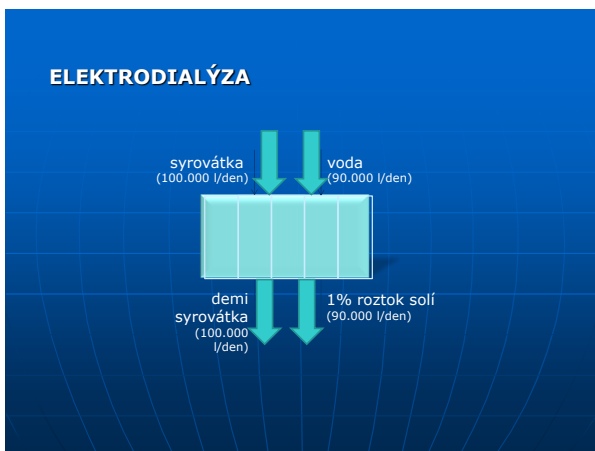 ELEKTRODIALÝZA
syrovátka
(100.000 l/den)
voda
(90.000 l/den)
demi
syrovátka
(100.000
l/den)
1% roztok solí
(90.000 l/den)